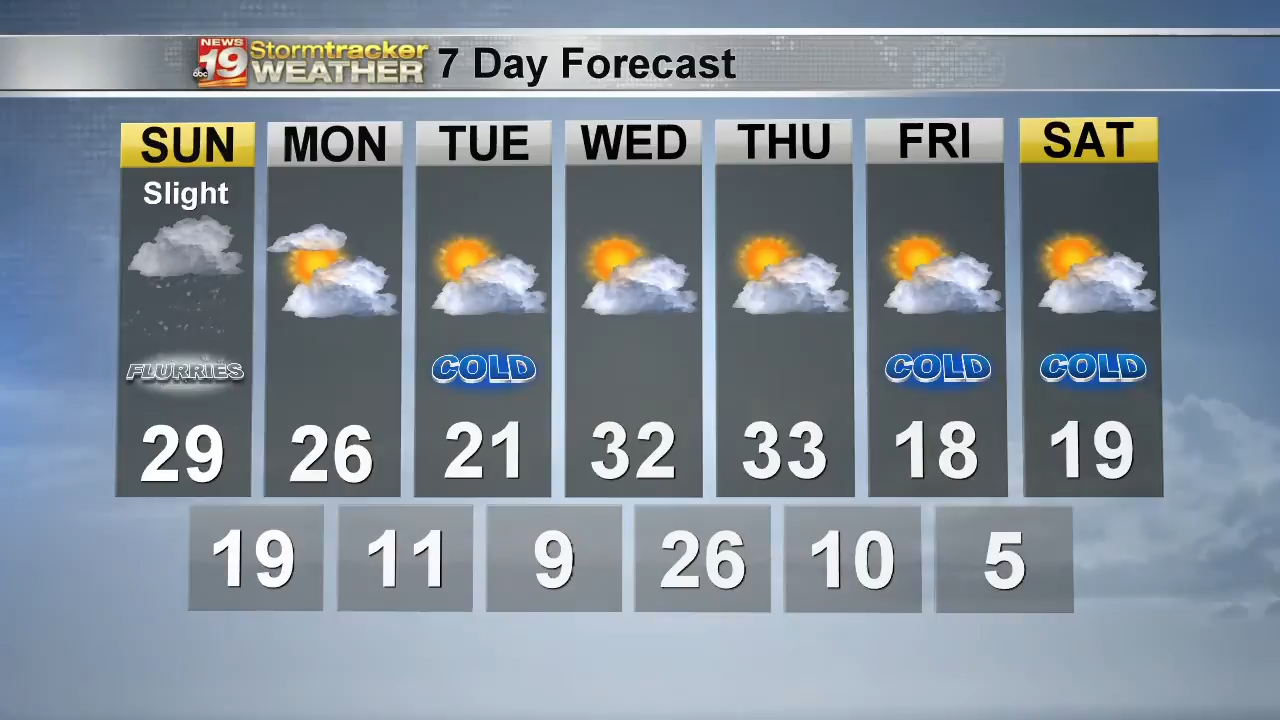 NEWS
abc 19
Stormtracker
WEATHER
7 Day Forecast
SUN MON TUE WED THU FRI SAT
Slight
FLURRIES COLD COLD COLD
29 26 21 32 33 18 19
19 11 9 26 10 5